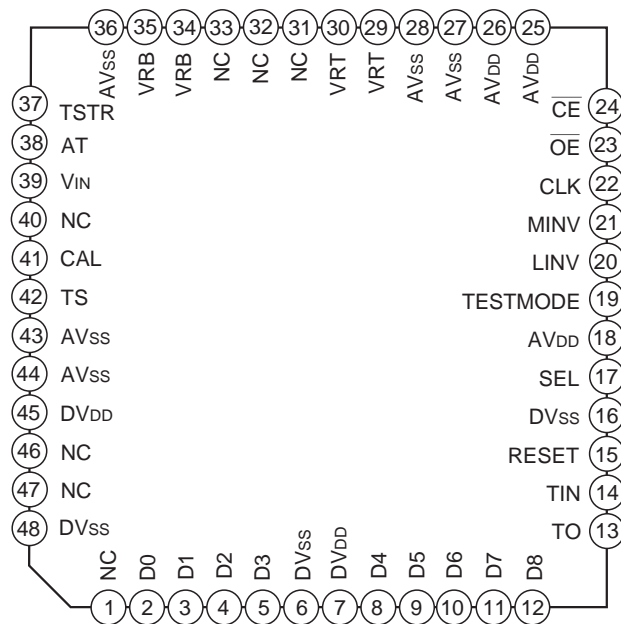 36 35 34 33 32 31 30 29 28 27 26 25
AVSS VRB VRB NC NC NC VRT VRT AVSS AVSS AVDD AVDD
37 TSTR
38 AT
39 VIN
40 NC
41 CAL
42 TS
43 AVSS
44 AVSS
45 DVDD
46 NC
47 NC
48 DVSS
CE 24
OE 23
CLK 22
MINV 21
LINV 20
TESTMODE 19
AVDD 18
SEL 17
DVSS 16
RESET 15
TIN 14
TO 13
NC D0 D1 D2 D3 DVSS DVDD D4 D5 D6 D7 D8
1 2 3 4 5 6 7 8 9 10 11 12